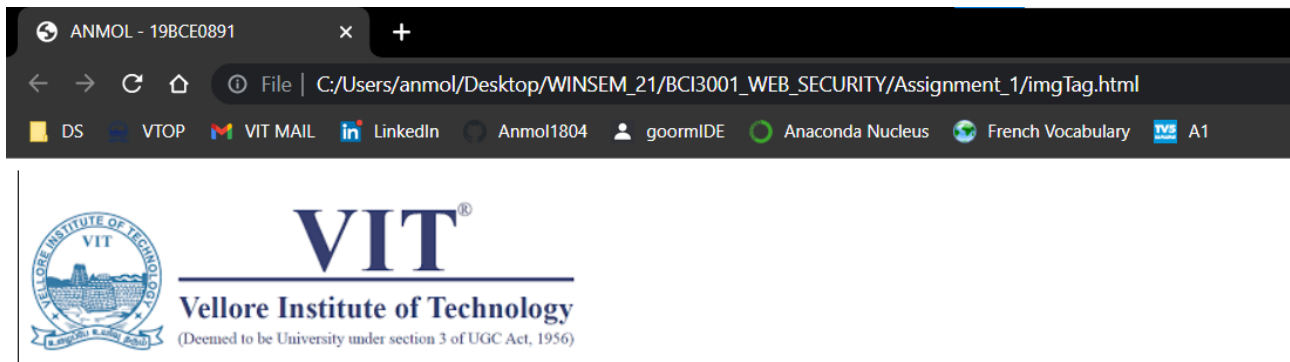 ANMOL - 19BCE0891
File | C:/Users/anmol/Desktop/WINSEM_21/BCI3001_WEB_SECURITY/Assignment_1/imgTag.html
DS VTOP VIT MAIL in LinkedIn Anmol1804 goormIDE Anaconda Nucleus French Vocabulary TV5 A1
VELLORE INSTITUTE OF TECHNOLOGY
VIT
VIT®
Vellore Institute of Technology
(Deemed to be University under section 3 of UGC Act, 1956)